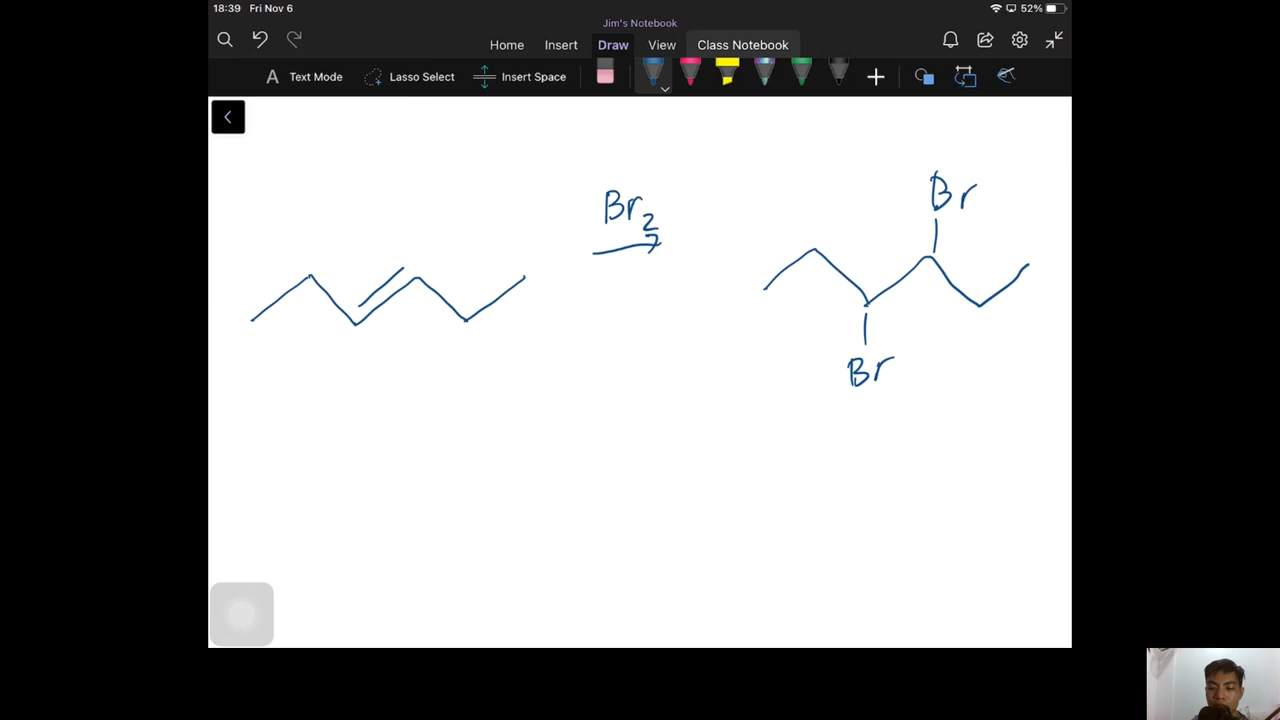 18:39 Fri Nov 6
52%
Jim's Notebook
Home Insert Draw View Class Notebook
A Text Mode Lasso Select Insert Space
Br2
Br
Br